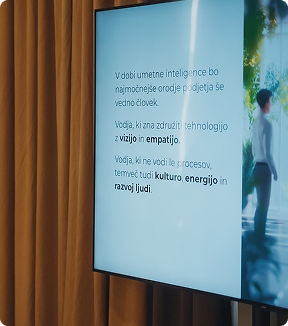 V dobi umetne inteligence bo
najmočnejše orodje podjetja še
vedno človek.
Vodja, ki zna združiti tehnologijo
z vizijo in empatijo.
Vodja, ki ne vodi le procesov,
temveč tudi kulturo, energijo in
razvoj ljudi.